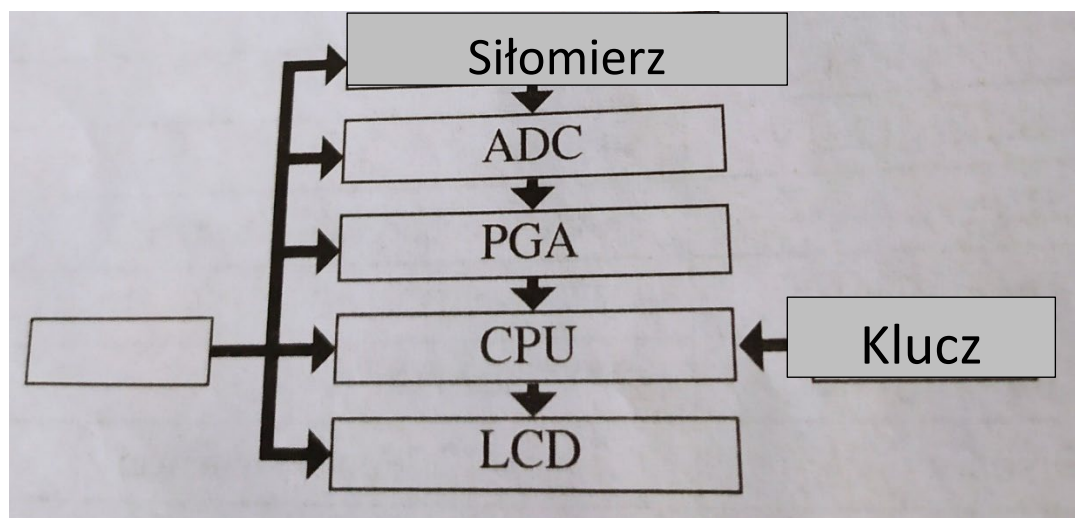 Siłomierz
ADC
PGA
CPU
Klucz
LCD